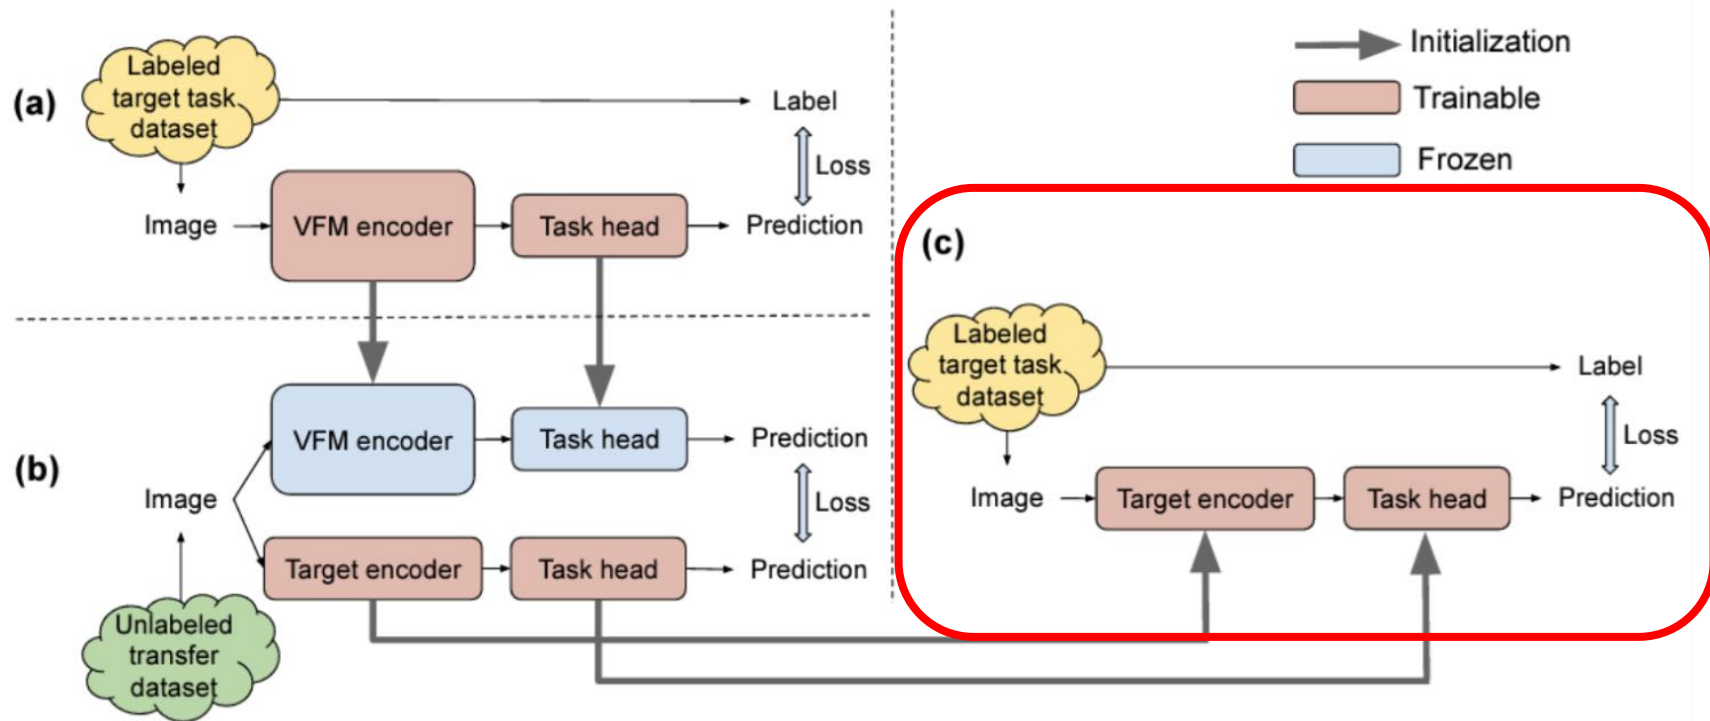 (a)
Labeled
target task
dataset
Label
Loss
Image
VFM encoder
Task head
Prediction
(b)
VFM encoder
Task head
Prediction
Image
Loss
Target encoder
Task head
Prediction
Unlabeled
transfer
dataset
Initialization
Trainable
Frozen
(c)
Labeled
target task
dataset
Label
Loss
Image
Target encoder
Task head
Prediction